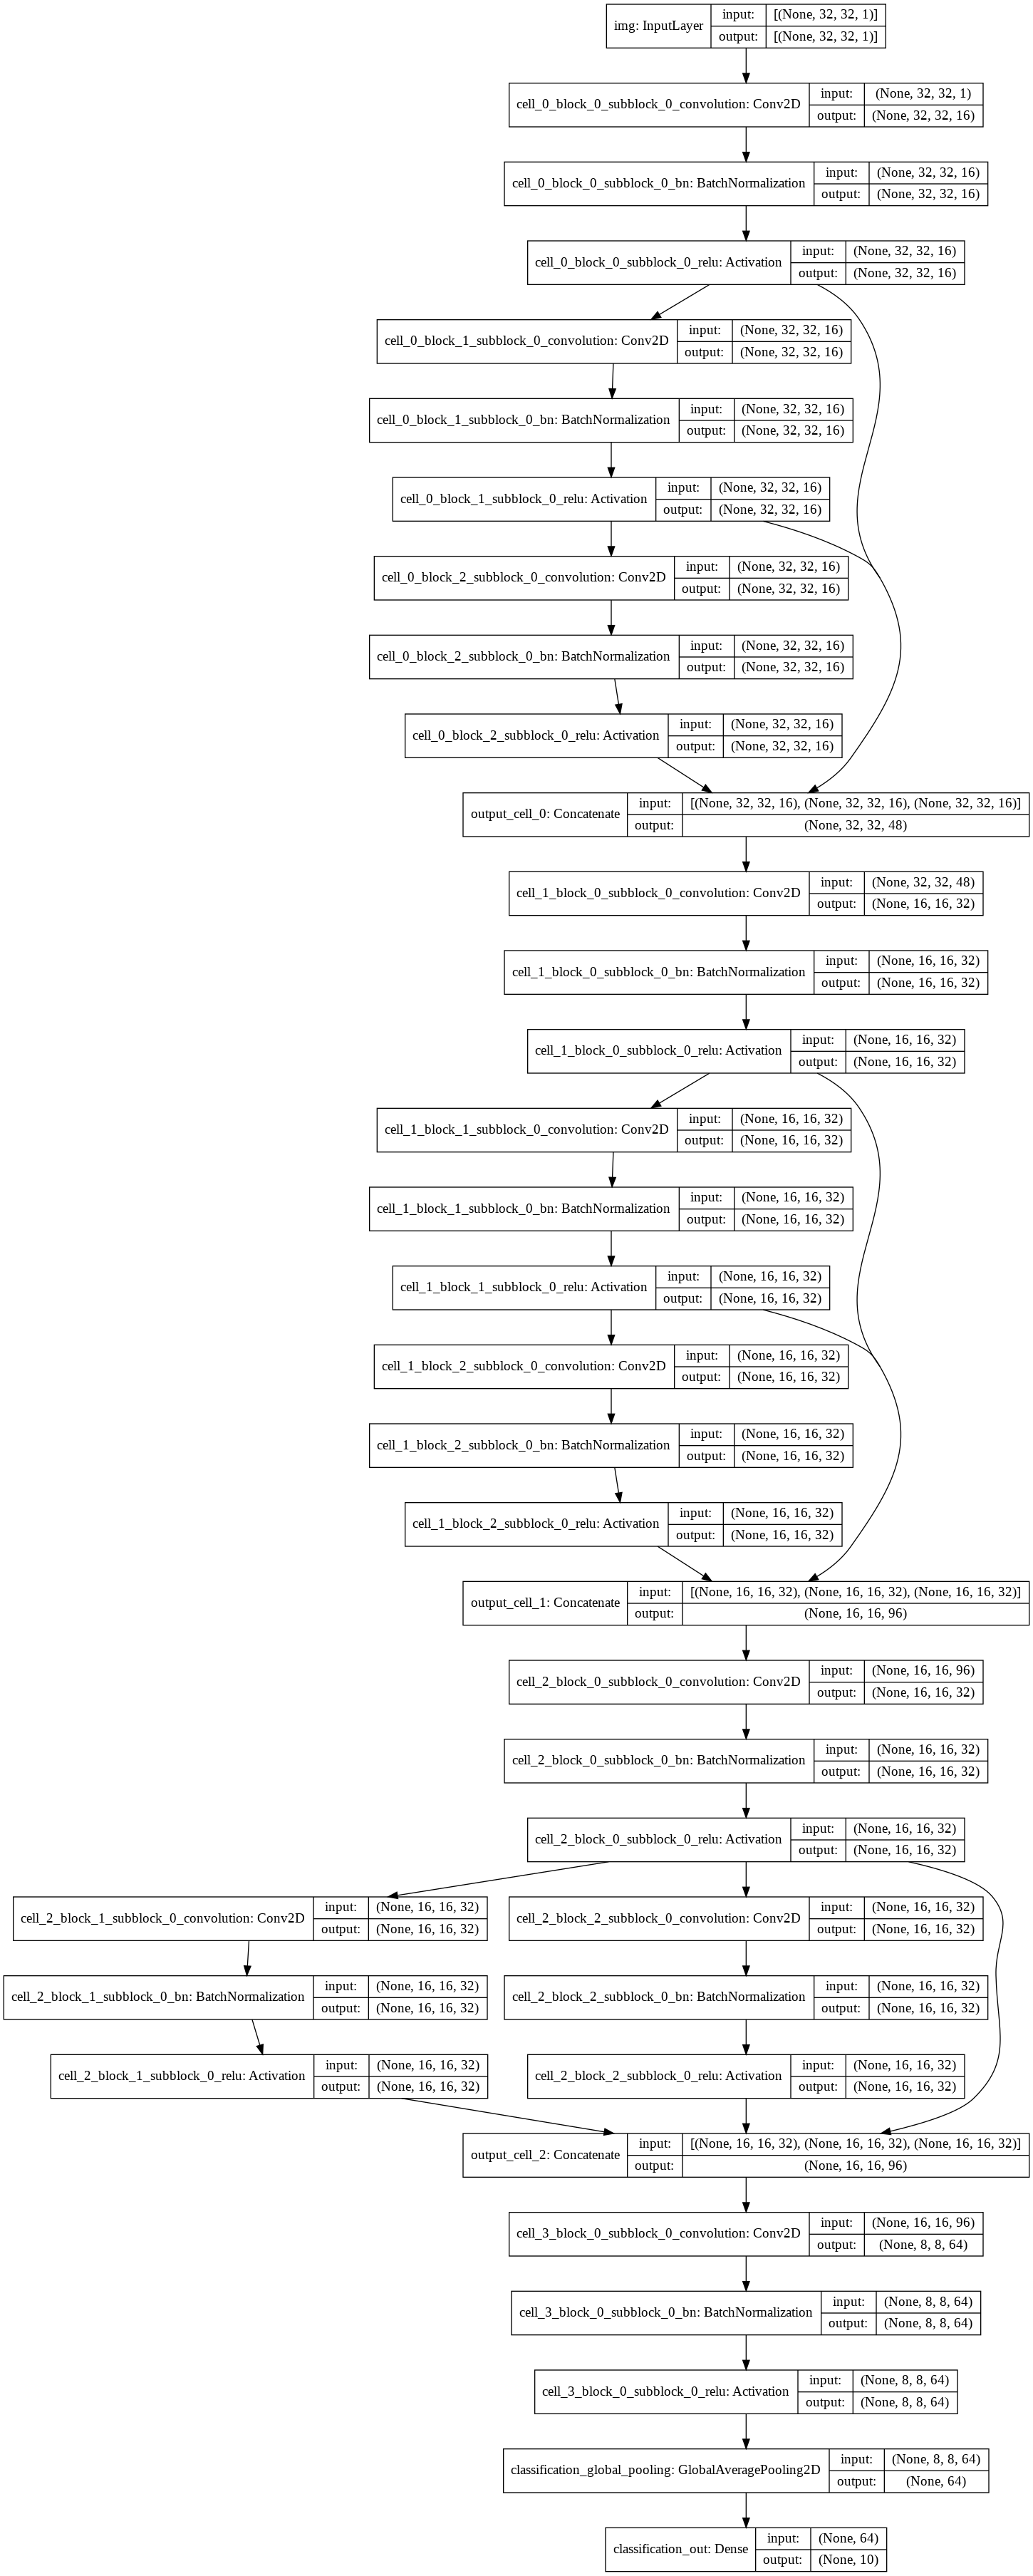 img: InputLayer
input: [(None, 32, 32, 1)]
output: [(None, 32, 32, 1)]
cell_0_block_0_subblock_0_convolution: Conv2D
input: (None, 32, 32, 1)
output: (None, 32, 32, 16)
cell_0_block_0_subblock_0_bn: BatchNormalization
input: (None, 32, 32, 16)
output: (None, 32, 32, 16)
cell_0_block_0_subblock_0_relu: Activation
input: (None, 32, 32, 16)
output: (None, 32, 32, 16)
cell_0_block_1_subblock_0_convolution: Conv2D
input: (None, 32, 32, 16)
output: (None, 32, 32, 16)
cell_0_block_1_subblock_0_bn: BatchNormalization
input: (None, 32, 32, 16)
output: (None, 32, 32, 16)
cell_0_block_1_subblock_0_relu: Activation
input: (None, 32, 32, 16)
output: (None, 32, 32, 16)
cell_0_block_2_subblock_0_convolution: Conv2D
input: (None, 32, 32, 16)
output: (None, 32, 32, 16)
cell_0_block_2_subblock_0_bn: BatchNormalization
input: (None, 32, 32, 16)
output: (None, 32, 32, 16)
cell_0_block_2_subblock_0_relu: Activation
input: (None, 32, 32, 16)
output: (None, 32, 32, 16)
output_cell_0: Concatenate
input: [(None, 32, 32, 16), (None, 32, 32, 16), (None, 32, 32, 16)]
output: (None, 32, 32, 48)
cell_1_block_0_subblock_0_convolution: Conv2D
input: (None, 32, 32, 48)
output: (None, 16, 16, 32)
cell_1_block_0_subblock_0_bn: BatchNormalization
input: (None, 16, 16, 32)
output: (None, 16, 16, 32)
cell_1_block_0_subblock_0_relu: Activation
input: (None, 16, 16, 32)
output: (None, 16, 16, 32)
cell_1_block_1_subblock_0_convolution: Conv2D
input: (None, 16, 16, 32)
output: (None, 16, 16, 32)
cell_1_block_1_subblock_0_bn: BatchNormalization
input: (None, 16, 16, 32)
output: (None, 16, 16, 32)
cell_1_block_1_subblock_0_relu: Activation
input: (None, 16, 16, 32)
output: (None, 16, 16, 32)
cell_1_block_2_subblock_0_convolution: Conv2D
input: (None, 16, 16, 32)
output: (None, 16, 16, 32)
cell_1_block_2_subblock_0_bn: BatchNormalization
input: (None, 16, 16, 32)
output: (None, 16, 16, 32)
cell_1_block_2_subblock_0_relu: Activation
input: (None, 16, 16, 32)
output: (None, 16, 16, 32)
output_cell_1: Concatenate
input: [(None, 16, 16, 32), (None, 16, 16, 32), (None, 16, 16, 32)]
output: (None, 16, 16, 96)
cell_2_block_0_subblock_0_convolution: Conv2D
input: (None, 16, 16, 96)
output: (None, 16, 16, 32)
cell_2_block_0_subblock_0_bn: BatchNormalization
input: (None, 16, 16, 32)
output: (None, 16, 16, 32)
cell_2_block_0_subblock_0_relu: Activation
input: (None, 16, 16, 32)
output: (None, 16, 16, 32)
cell_2_block_1_subblock_0_convolution: Conv2D
input: (None, 16, 16, 32)
output: (None, 16, 16, 32)
cell_2_block_2_subblock_0_convolution: Conv2D
input: (None, 16, 16, 32)
output: (None, 16, 16, 32)
cell_2_block_1_subblock_0_bn: BatchNormalization
input: (None, 16, 16, 32)
output: (None, 16, 16, 32)
cell_2_block_2_subblock_0_bn: BatchNormalization
input: (None, 16, 16, 32)
output: (None, 16, 16, 32)
cell_2_block_1_subblock_0_relu: Activation
input: (None, 16, 16, 32)
output: (None, 16, 16, 32)
cell_2_block_2_subblock_0_relu: Activation
input: (None, 16, 16, 32)
output: (None, 16, 16, 32)
output_cell_2: Concatenate
input: [(None, 16, 16, 32), (None, 16, 16, 32), (None, 16, 16, 32)]
output: (None, 16, 16, 96)
cell_3_block_0_subblock_0_convolution: Conv2D
input: (None, 16, 16, 96)
output: (None, 8, 8, 64)
cell_3_block_0_subblock_0_bn: BatchNormalization
input: (None, 8, 8, 64)
output: (None, 8, 8, 64)
cell_3_block_0_subblock_0_relu: Activation
input: (None, 8, 8, 64)
output: (None, 8, 8, 64)
classification_global_pooling: GlobalAveragePooling2D
input: (None, 8, 8, 64)
output: (None, 64)
classification_out: Dense
input: (None, 64)
output: (None, 10)